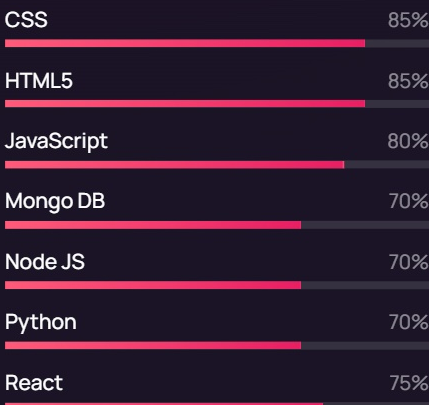 CSS 85%
HTML5 85%
JavaScript 80%
Mongo DB 70%
Node JS 70%
Python 70%
React 75%